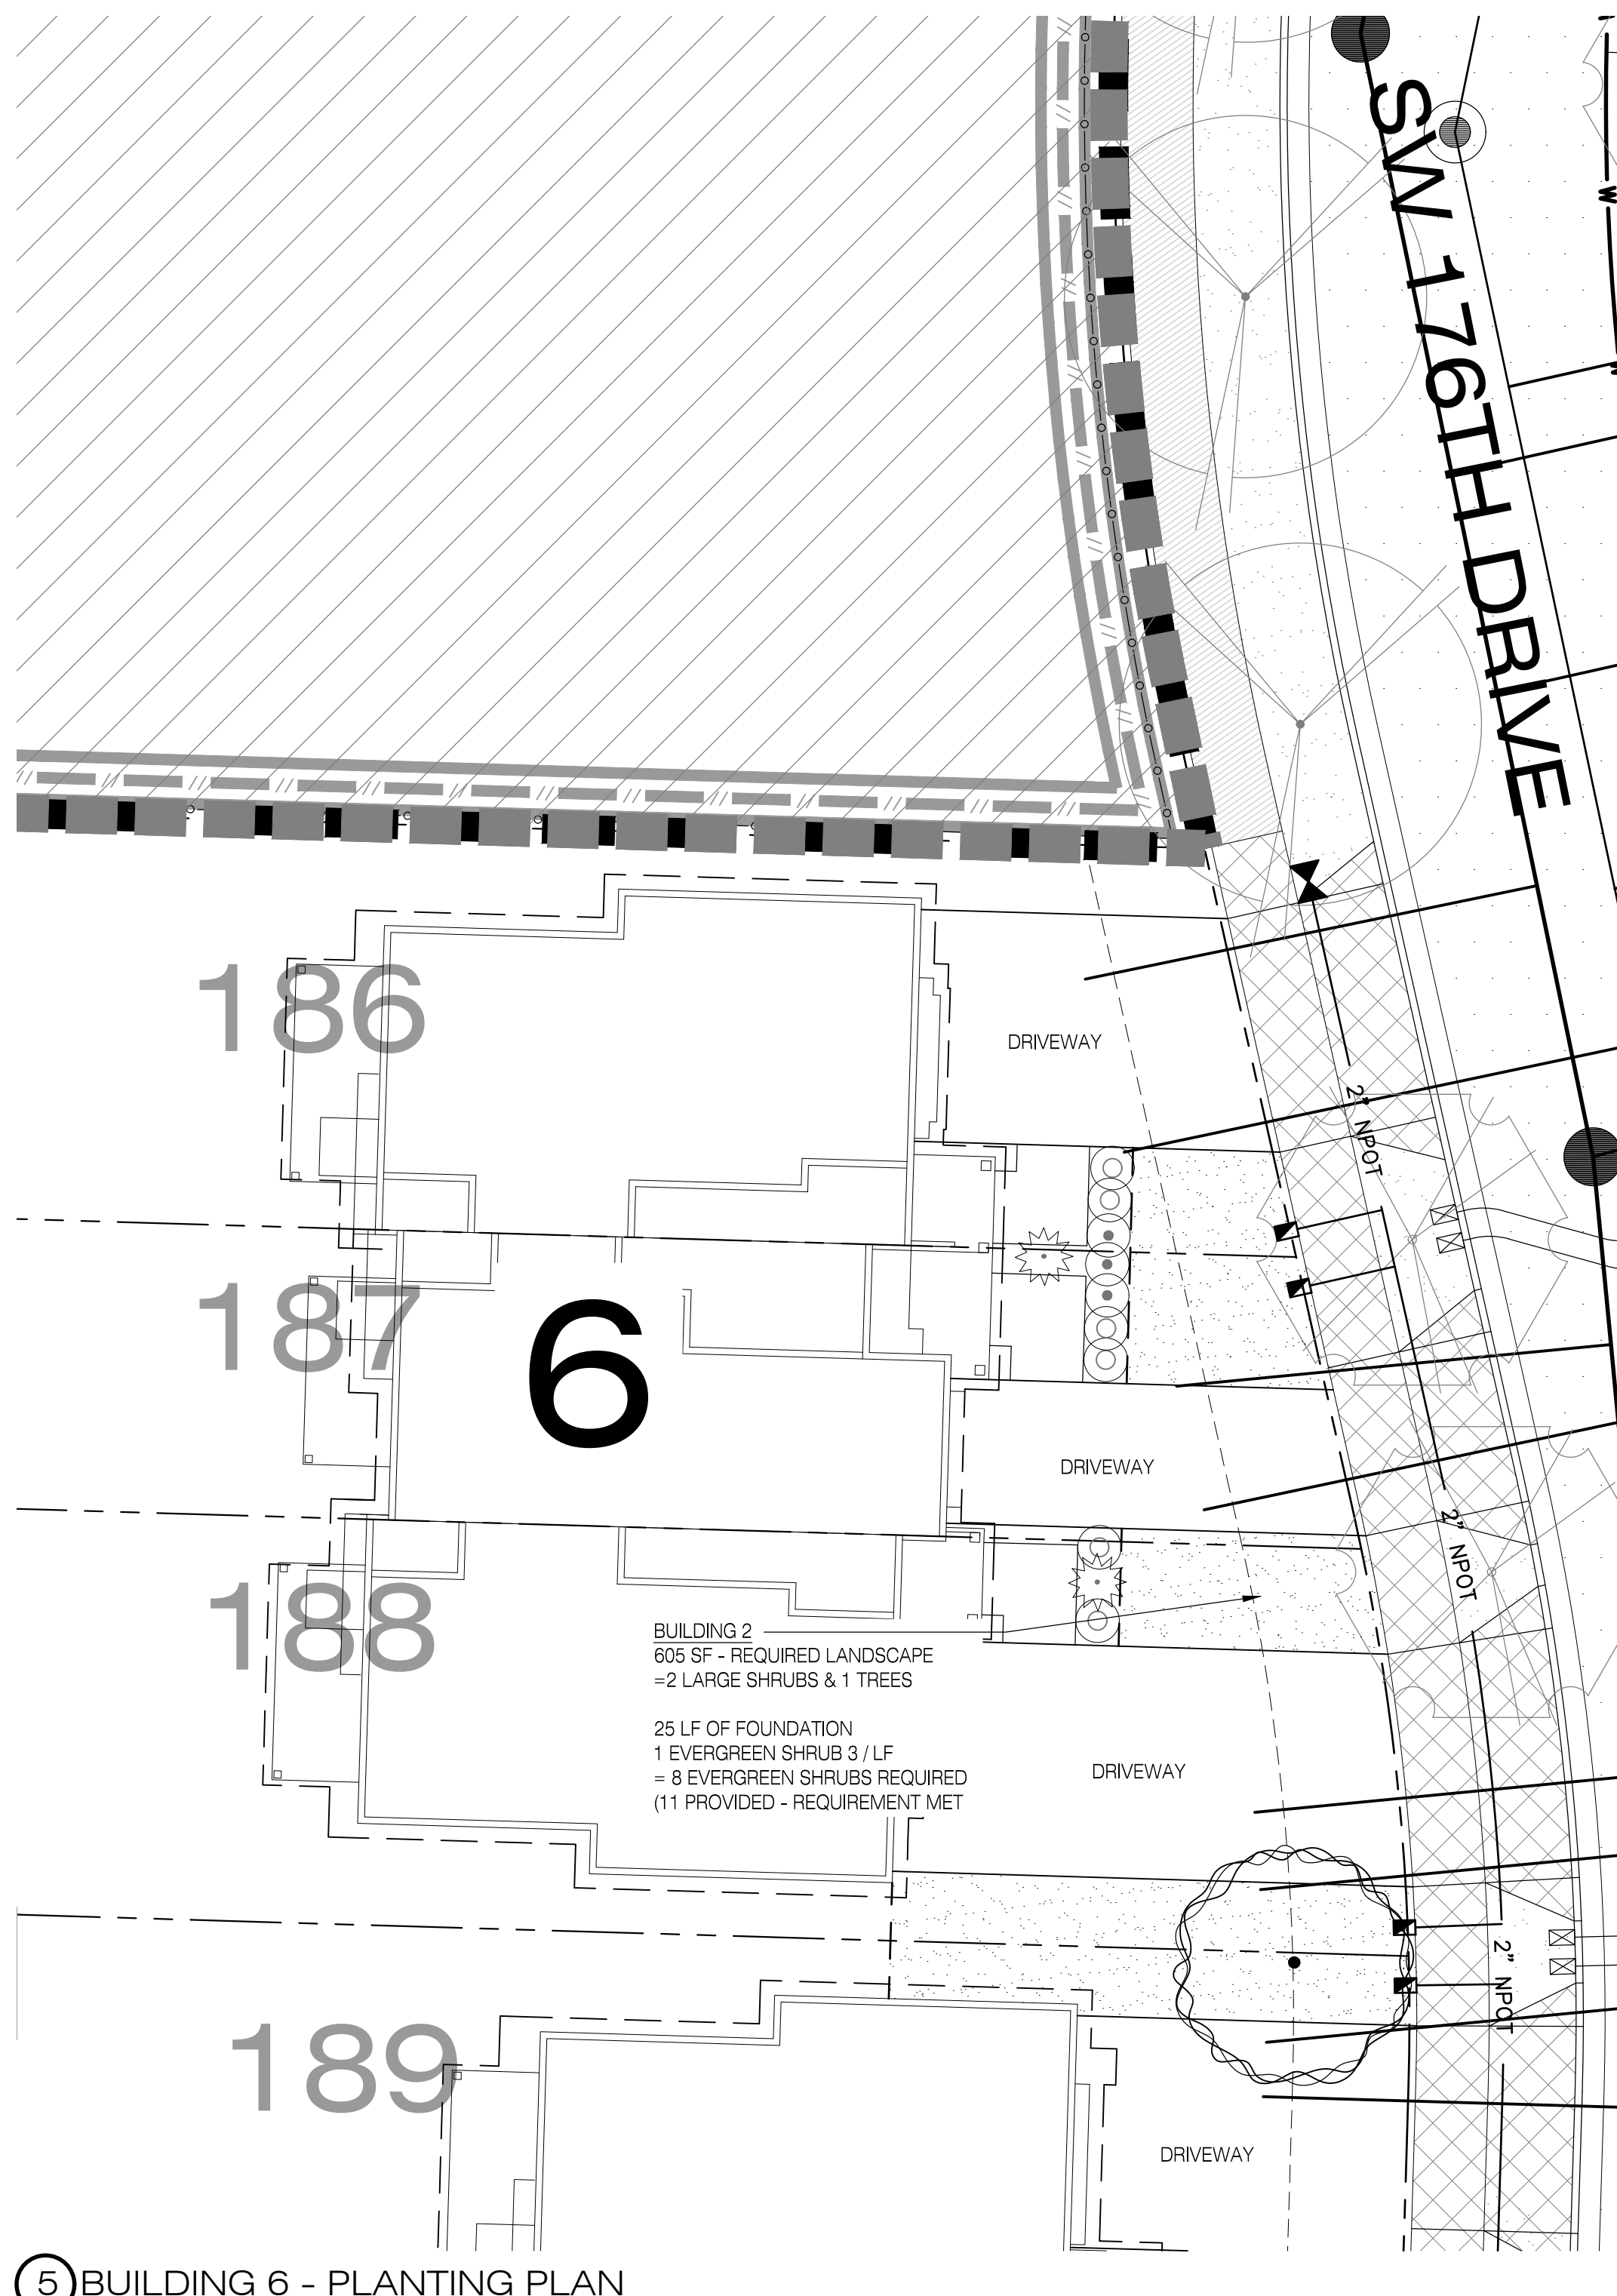 SW 176TH DRIVE
W
186
DRIVEWAY
2" NPOT
187
6
DRIVEWAY
2" NPOT
188
BUILDING 2
605 SF - REQUIRED LANDSCAPE
=2 LARGE SHRUBS & 1 TREES
25 LF OF FOUNDATION
1 EVERGREEN SHRUB 3 / LF
= 8 EVERGREEN SHRUBS REQUIRED
(11 PROVIDED - REQUIREMENT MET
DRIVEWAY
2" NPOT
189
DRIVEWAY
5 BUILDING 6 - PLANTING PLAN